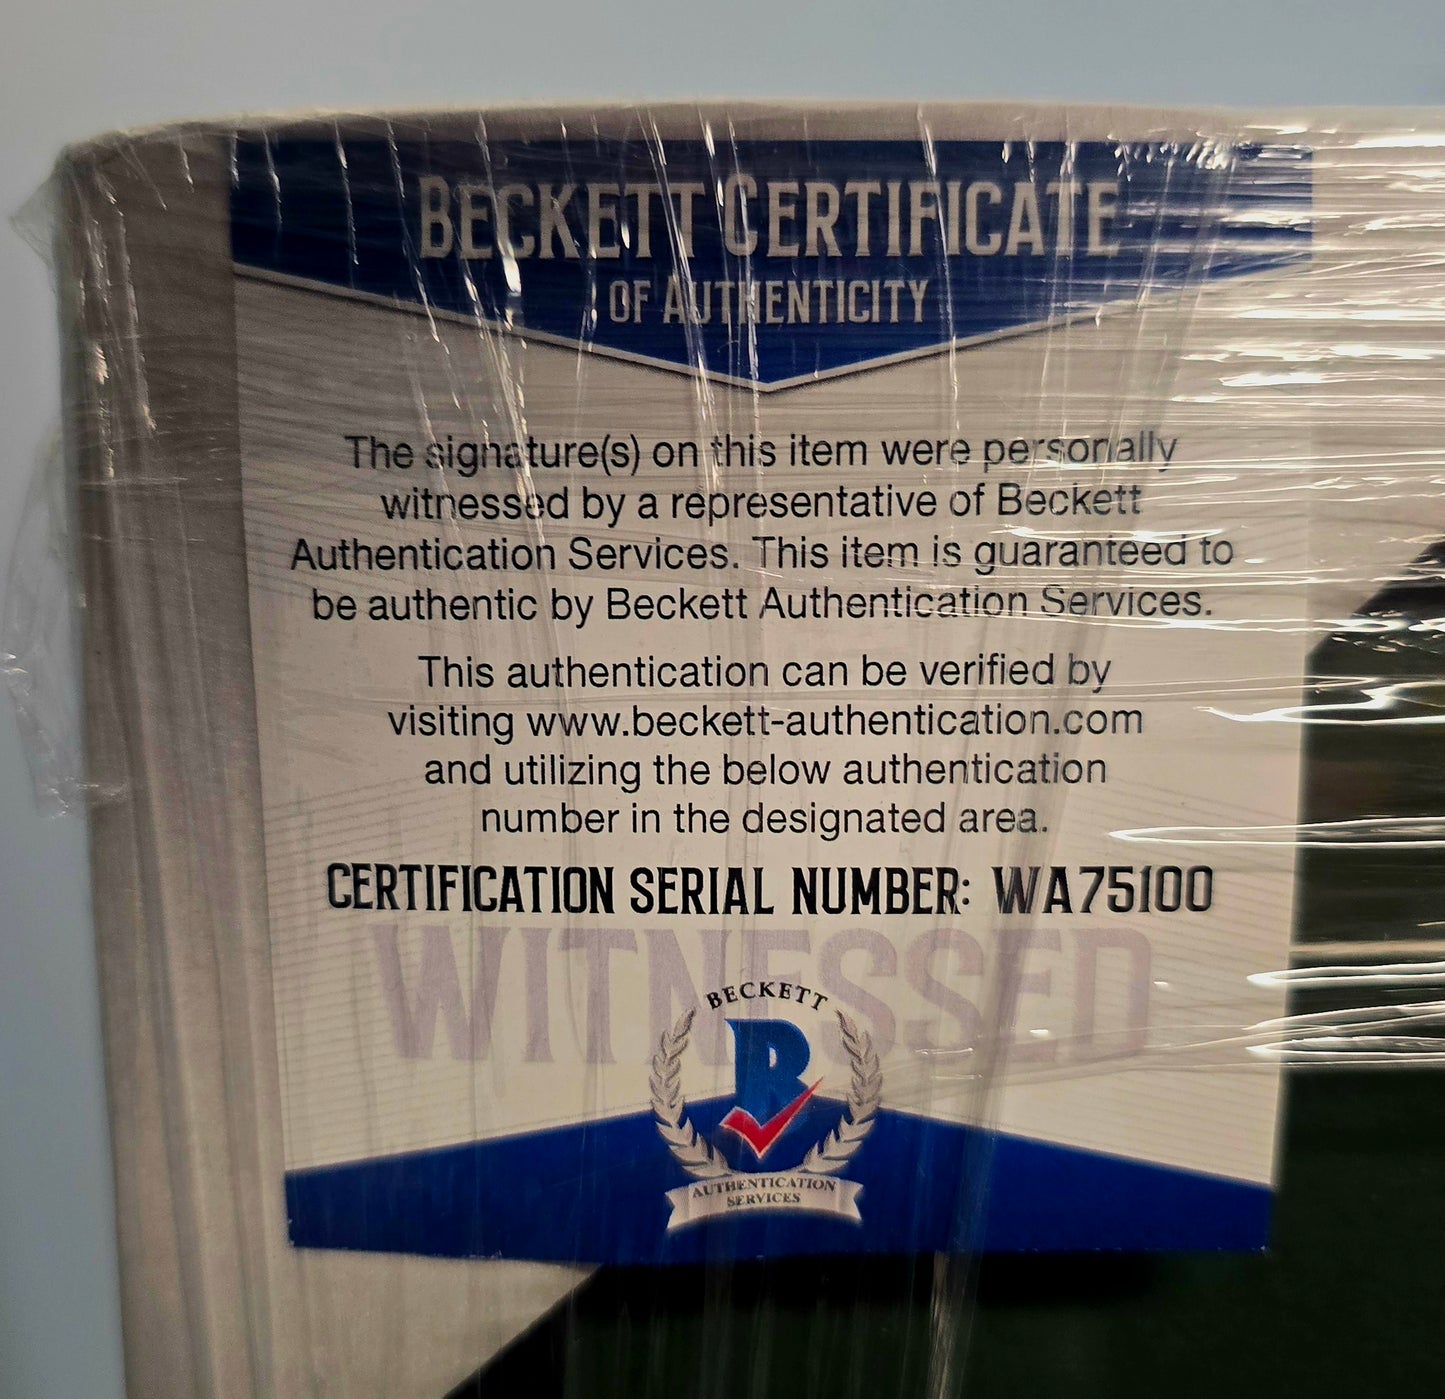 BECKETT CERTIFICATE
OF AUTHENTICITY
The signature(s) on this item were personally
witnessed by a representative of Beckett
Authentication Services. This item is guaranteed to
be authentic by Beckett Authentication Services.
This authentication can be verified by
visiting www.beckett-authentication.com
and utilizing the below authentication
number in the designated area.
CERTIFICATION SERIAL NUMBER: WA75100
WITNESSED
BECKETT
B
AUTHENTICATION
SERVICES